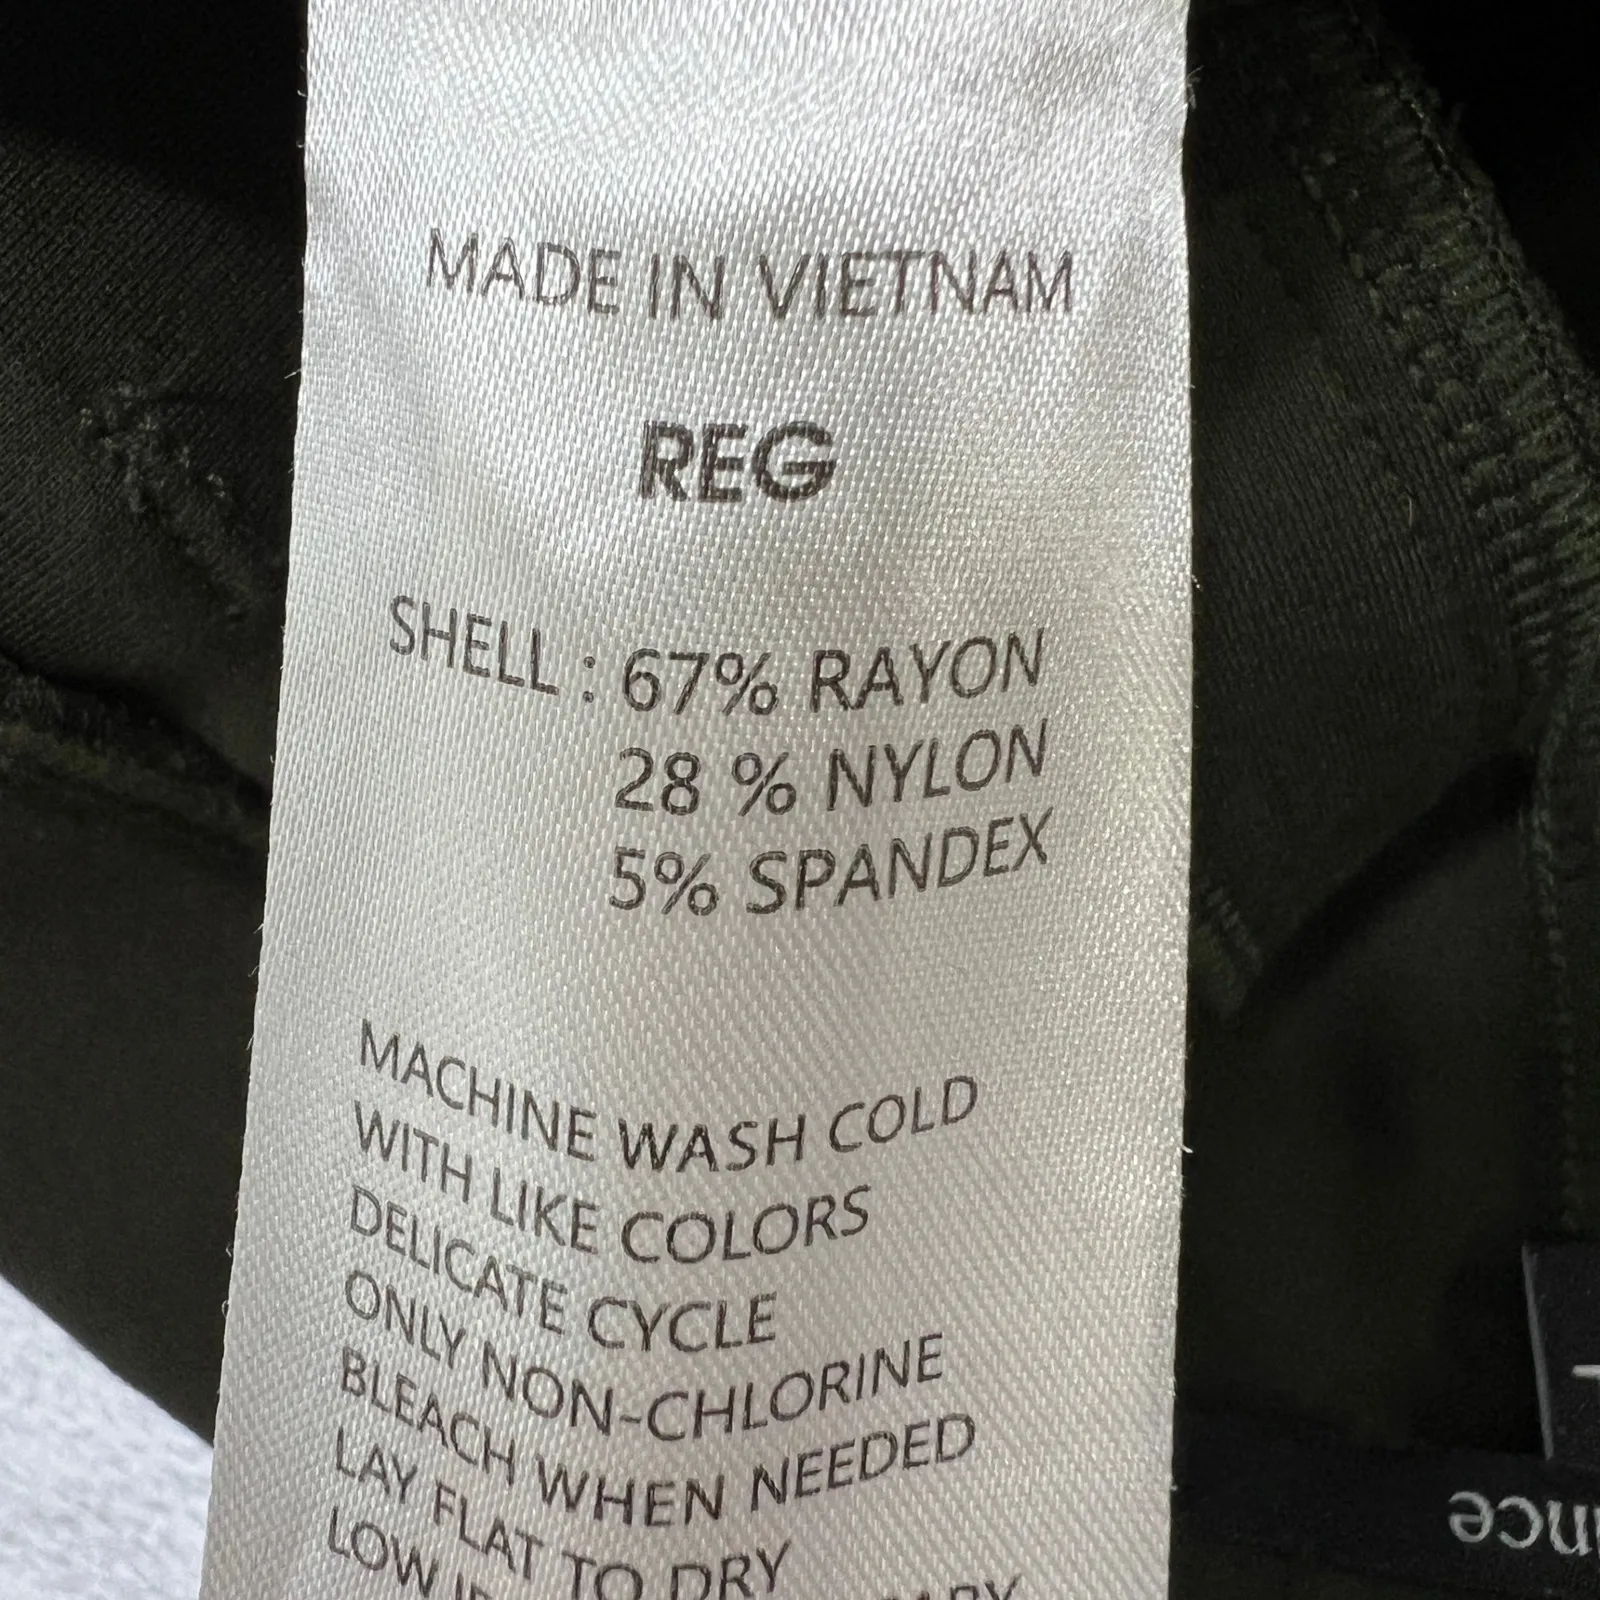 MADE IN VIETNAM
REG
SHELL : 67% RAYON
28 % NYLON
5% SPANDEX
MACHINE WASH COLD
WITH LIKE COLORS
DELICATE CYCLE
ONLY NON-CHLORINE
BLEACH WHEN NEEDED
LAY FLAT TO DRY
LOW